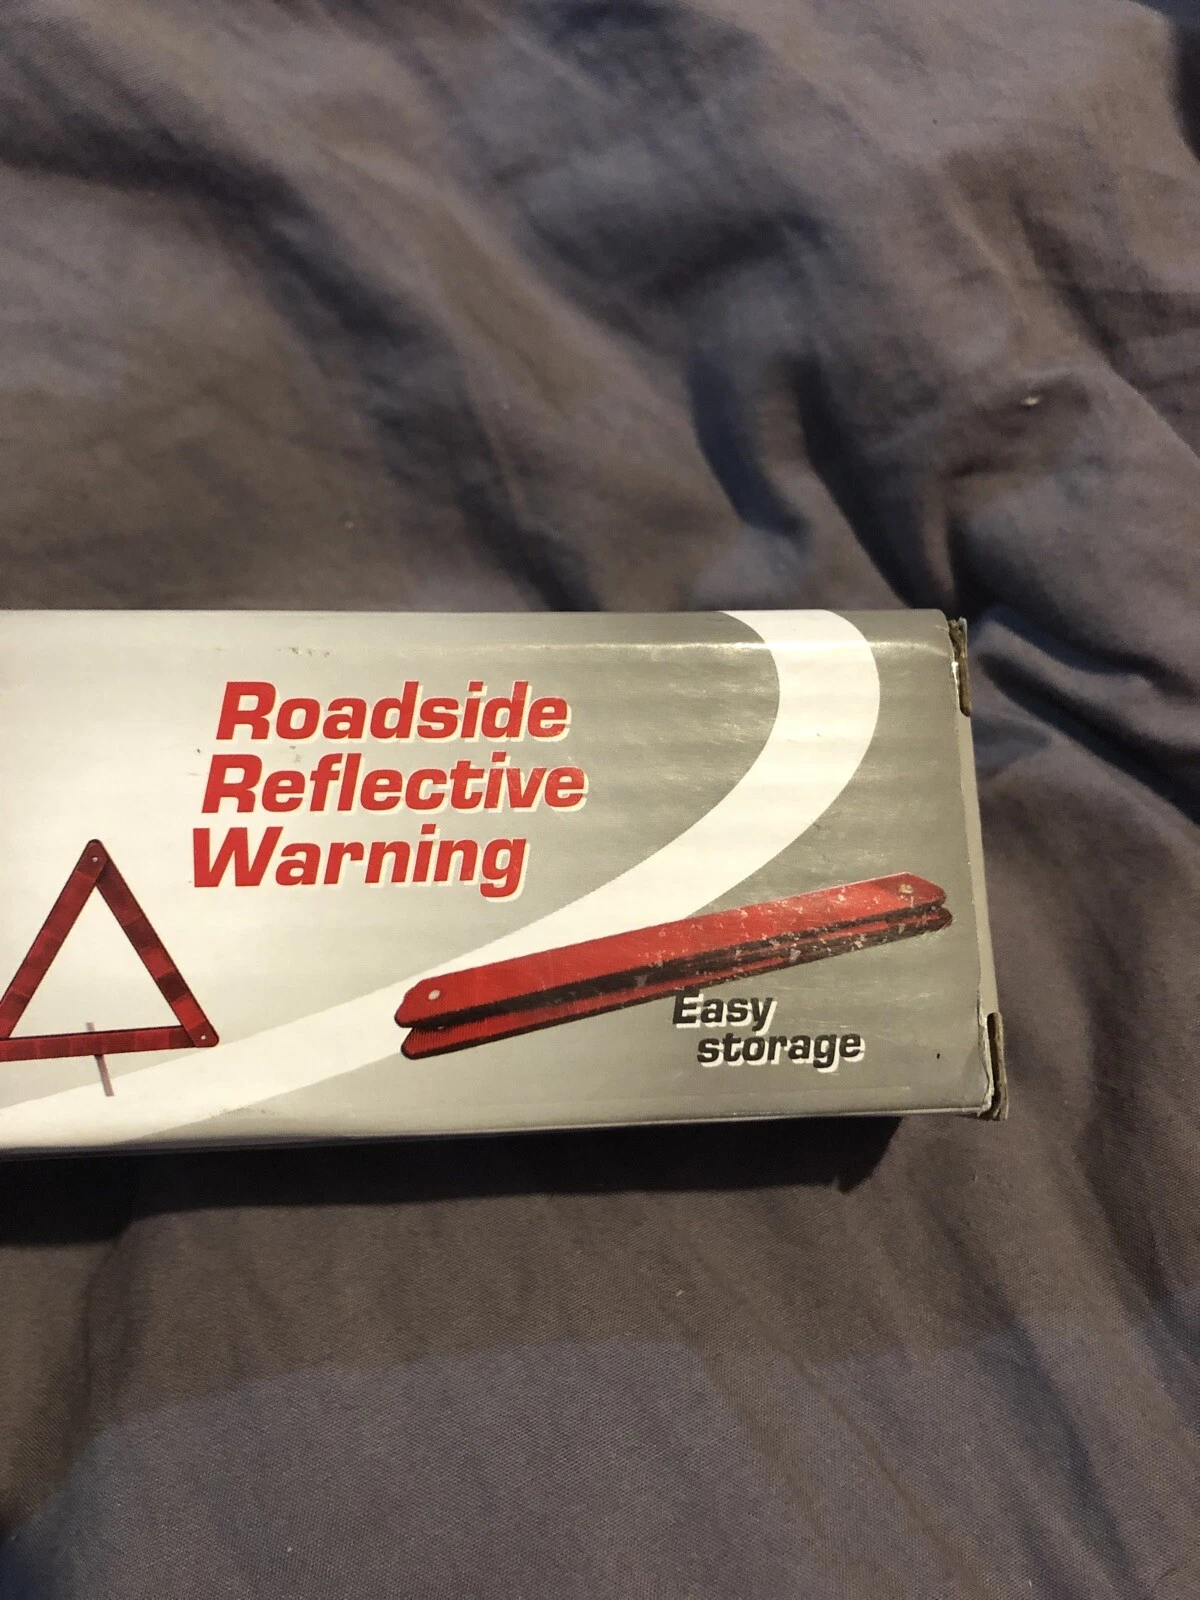 Roadside
Reflective
Warning
Easy
storage